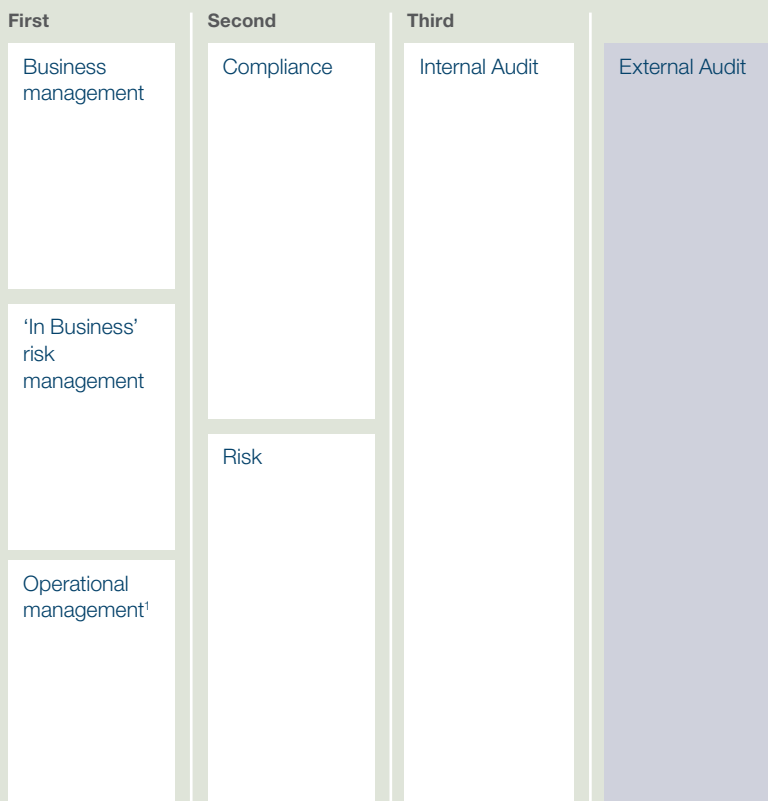 First
Business
management
‘In Business’
risk
management
Operational
management¹
Second
Compliance
Risk
Third
Internal Audit
External Audit